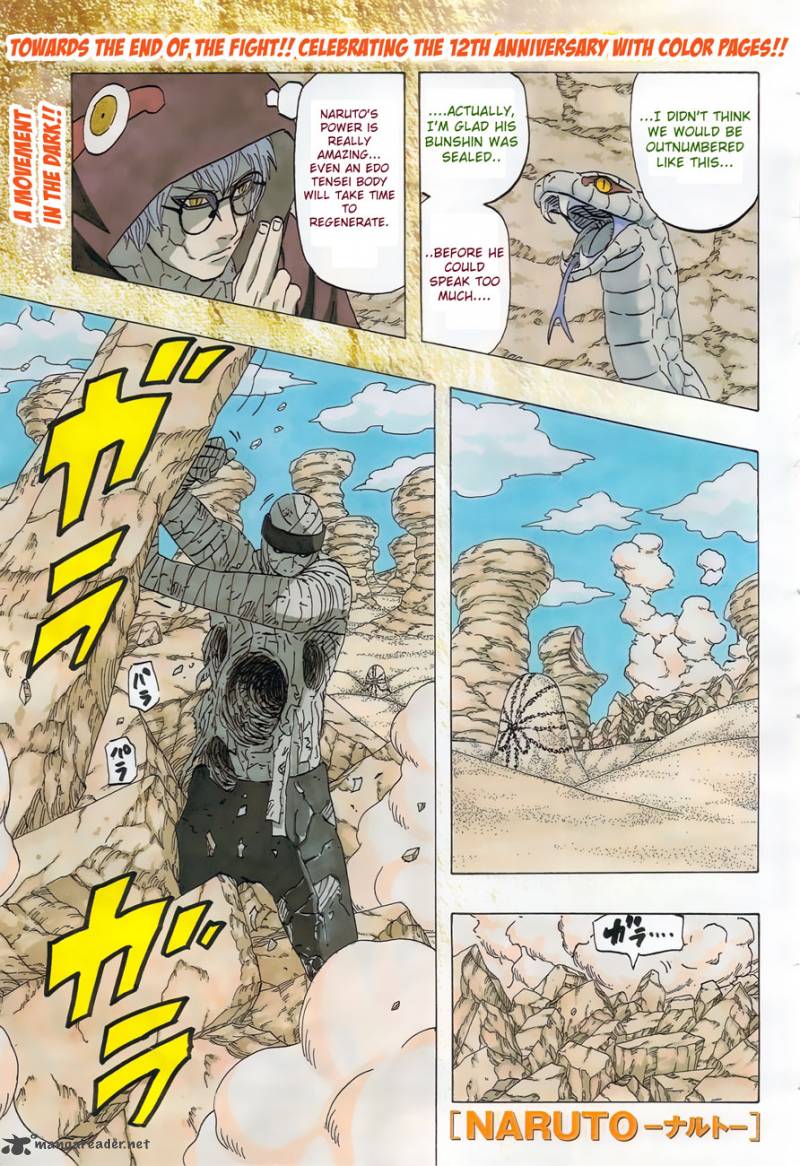 TOWARDS THE END OF THE FIGHT!! CELEBRATING THE 12TH ANNIVERSARY WITH COLOR PAGES!!
...I DIDN'T THINK
WE WOULD BE
OUTNUMBERED
LIKE THIS...
....ACTUALLY,
I'M GLAD HIS
BUNSHIN WAS
SEALED..
..BEFORE HE
COULD
SPEAK TOO
MUCH....
NARUTO'S
POWER IS
REALLY
AMAZING...
EVEN AN EDO
TENSEI BODY
WILL TAKE TIME
TO
REGENERATE.
A MOVEMENT
IN THE DARK!!
ガラ‥‥
ガラ
パラ
パラ
ガラ
[NARUTO -ナルト-]
mangareader.net